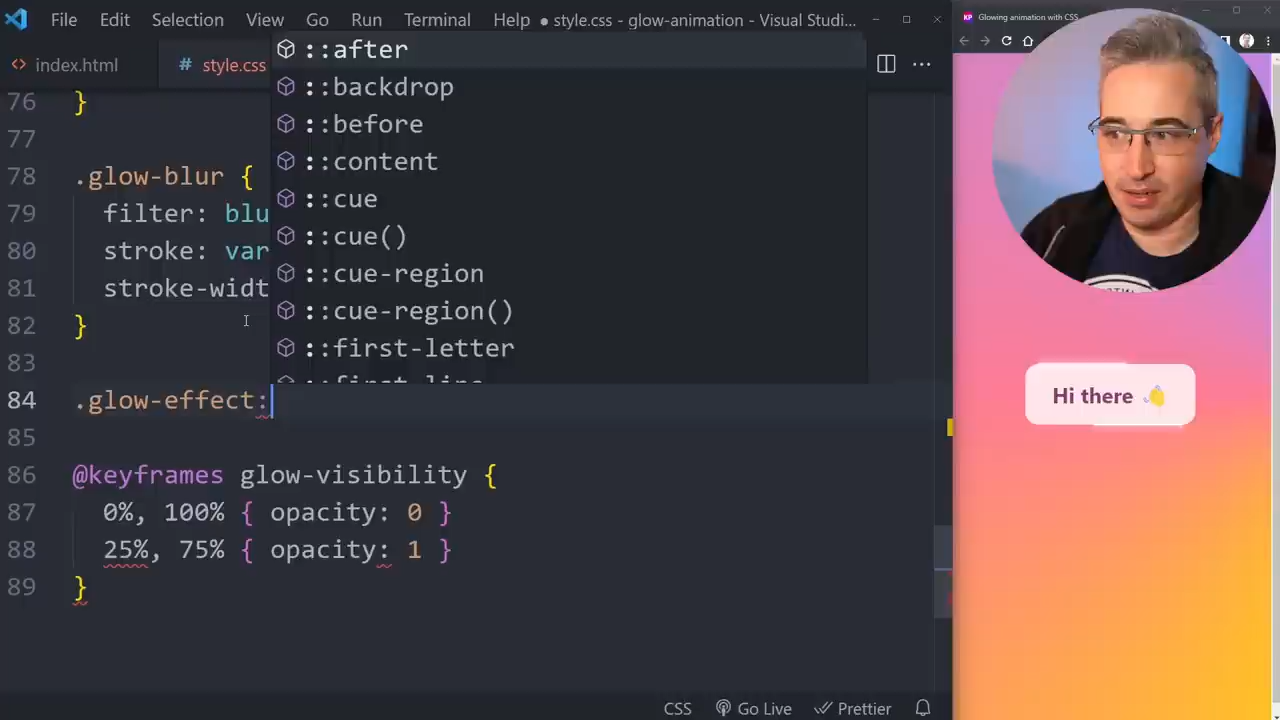 File Edit Selection View Go Run Terminal Help ● style.css - glow-animation - Visual Studi...
KP Glowing animation with CSS
<> index.html
# style.css
...
::after
::backdrop
::before
::content
::cue
::cue()
::cue-region
::cue-region()
::first-letter
::first-line
76 }
77
78 .glow-blur {
79 filter: blu
80 stroke: var
81 stroke-widt
82 }
83
84 .glow-effect:
85
86 @keyframes glow-visibility {
87 0%, 100% { opacity: 0 }
88 25%, 75% { opacity: 1 }
89 }
Hi there 👋
CSS Go Live Prettier